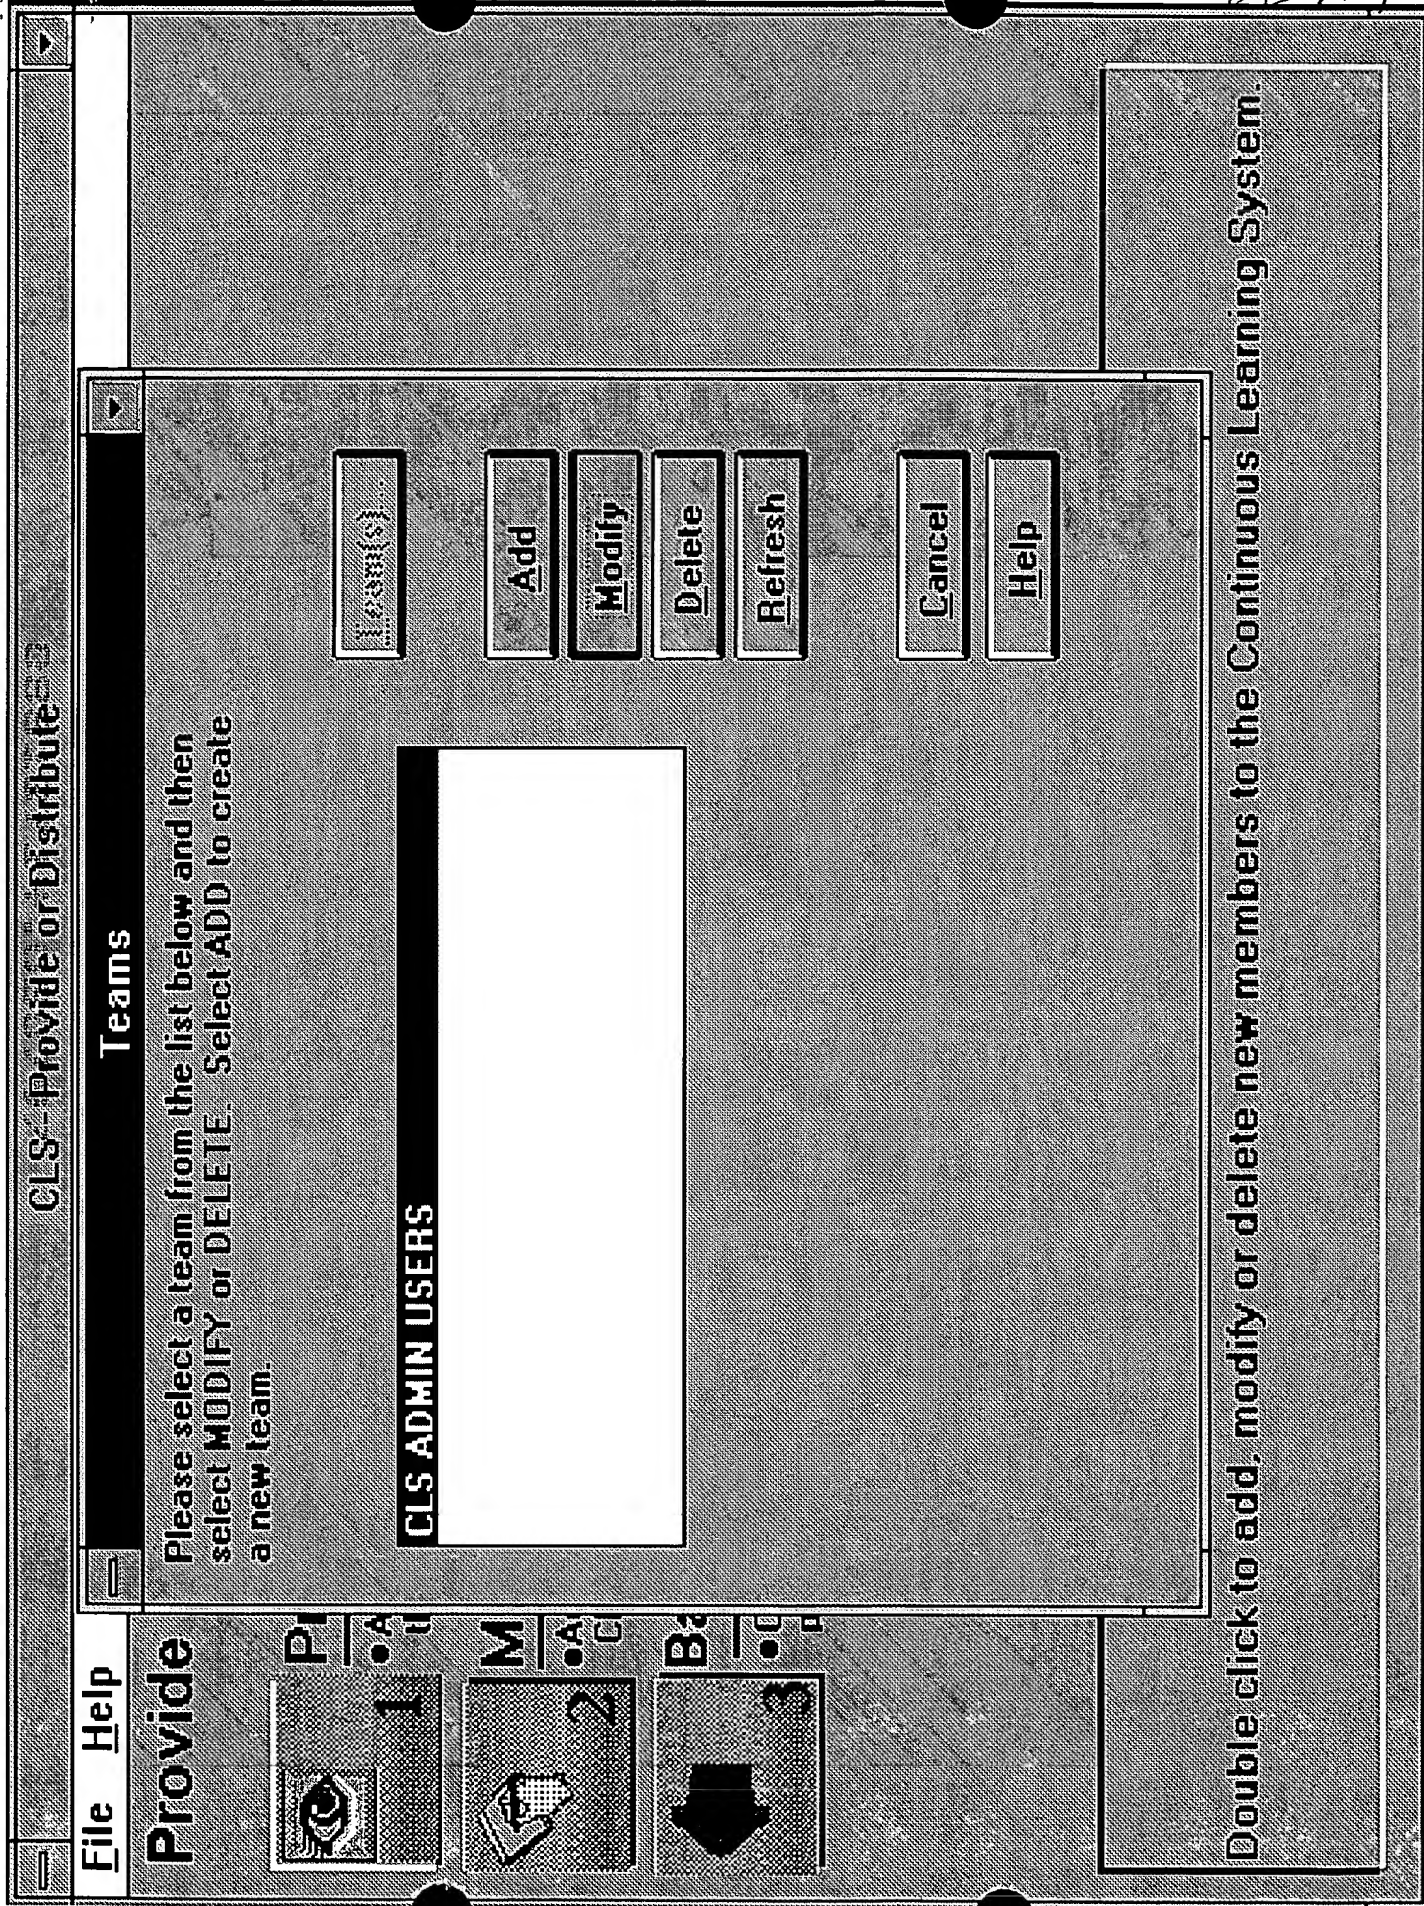 CLS--Provide or Distribute
File Help
Provide
Teams
Please select a team from the list below and then
select MODIFY or DELETE. Select ADD to create
a new team.
CLS ADMIN USERS
Add
Modify
Delete
Refresh
Cancel
Help
1
2
M
3
Ba
Double click to add, modify or delete new members to the Continuous Learning System.